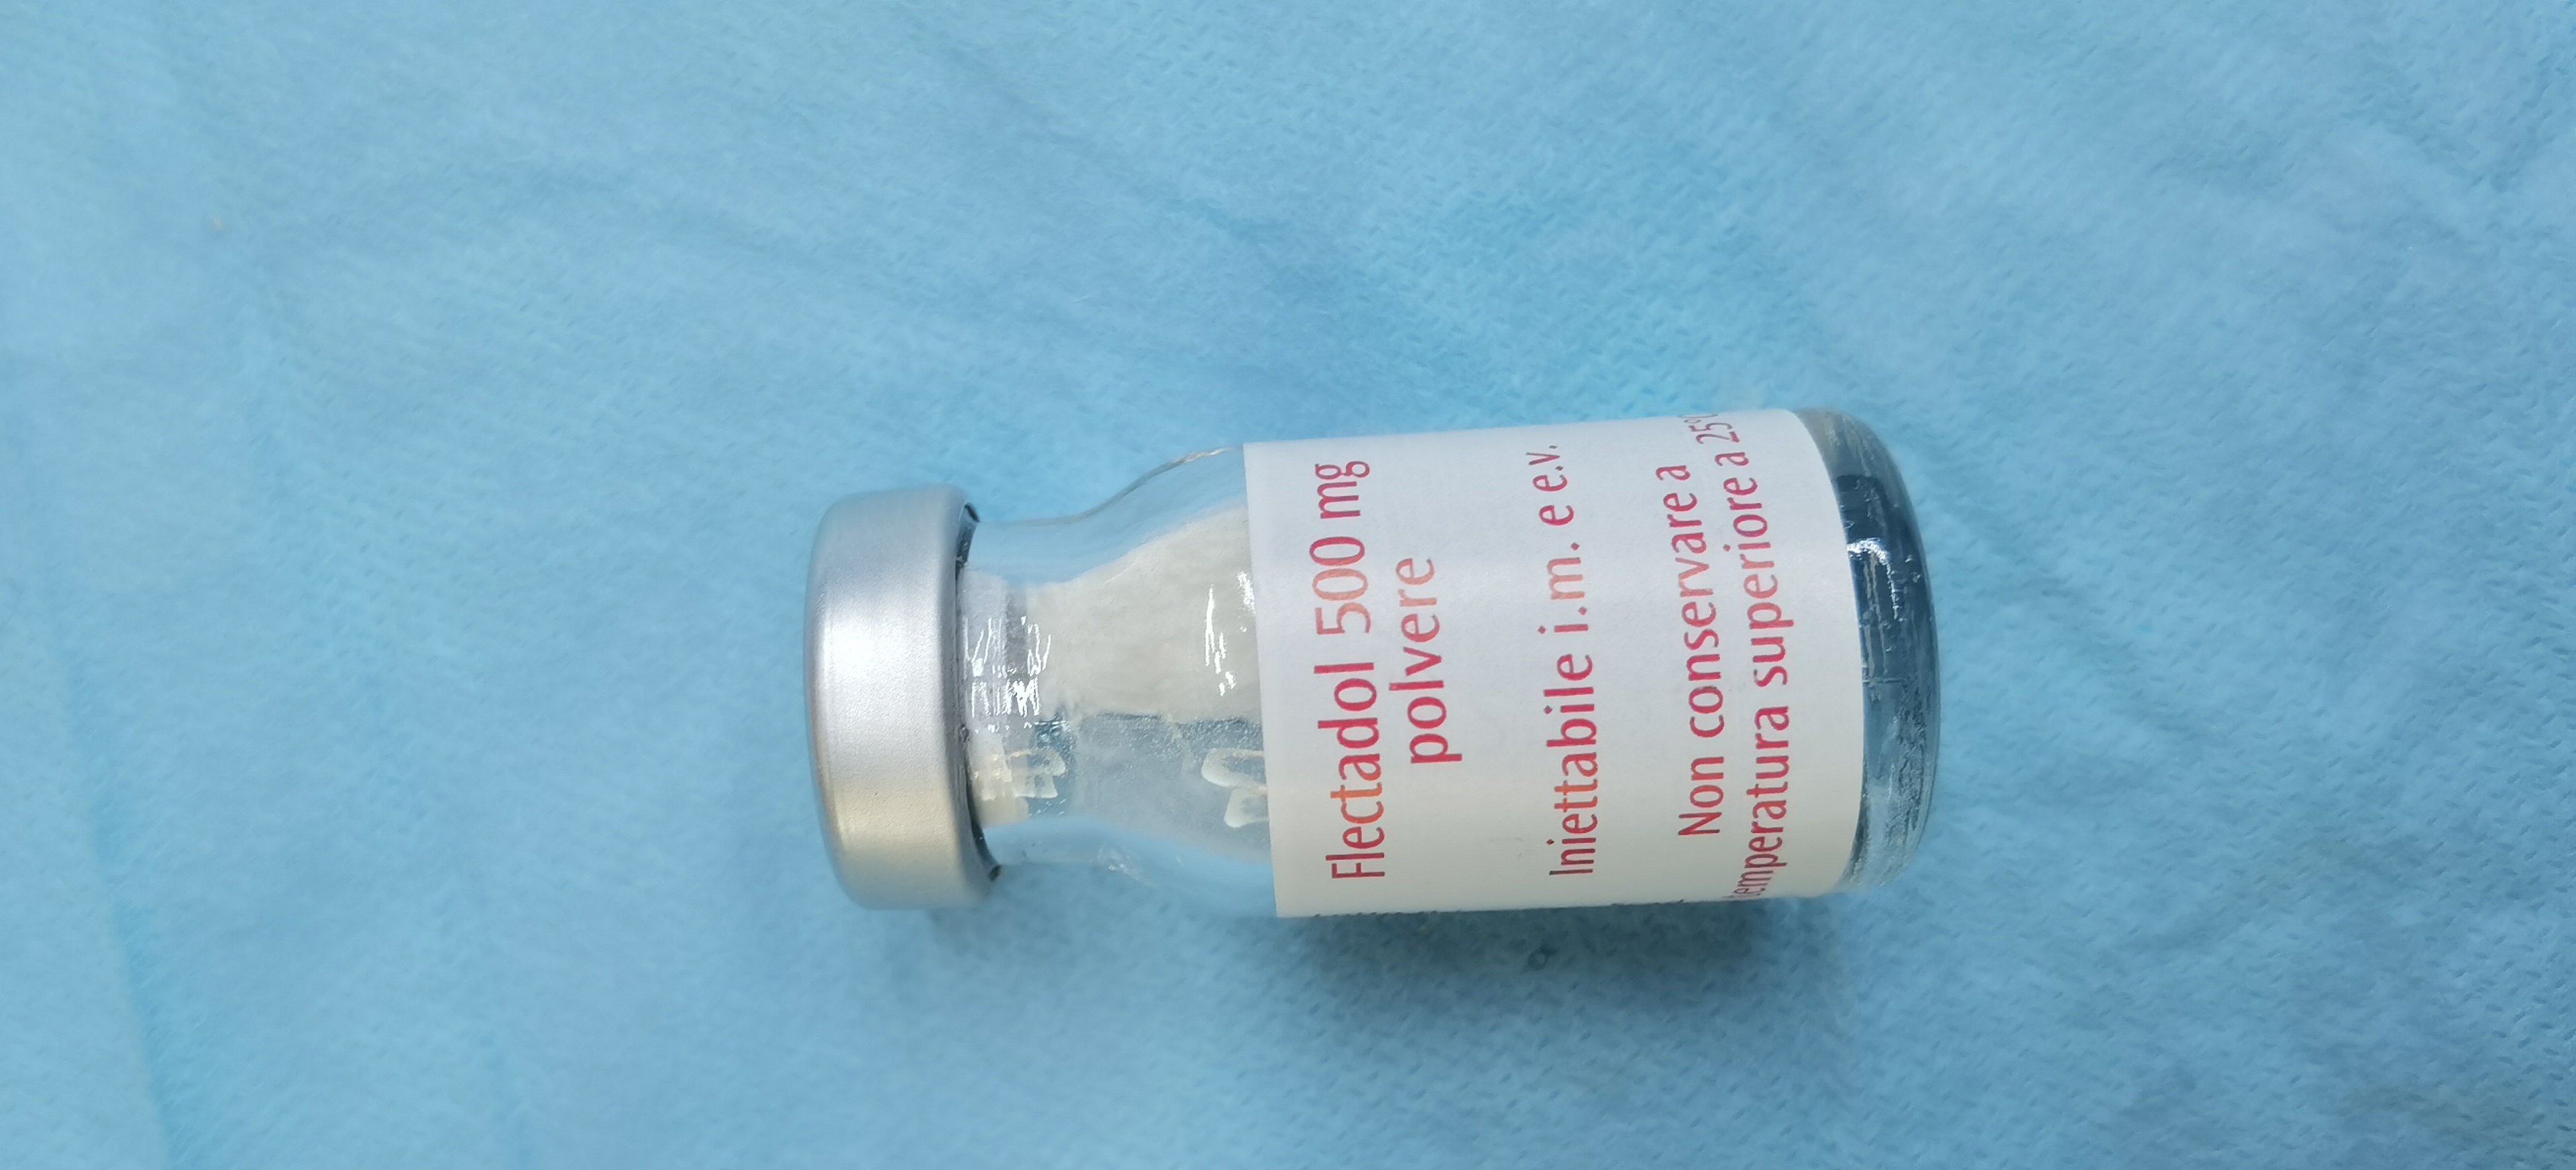 Flectadol 500 mg
polvere
Iniettabile i.m. e e.v.
Non conservare a
temperatura superiore a 25°C